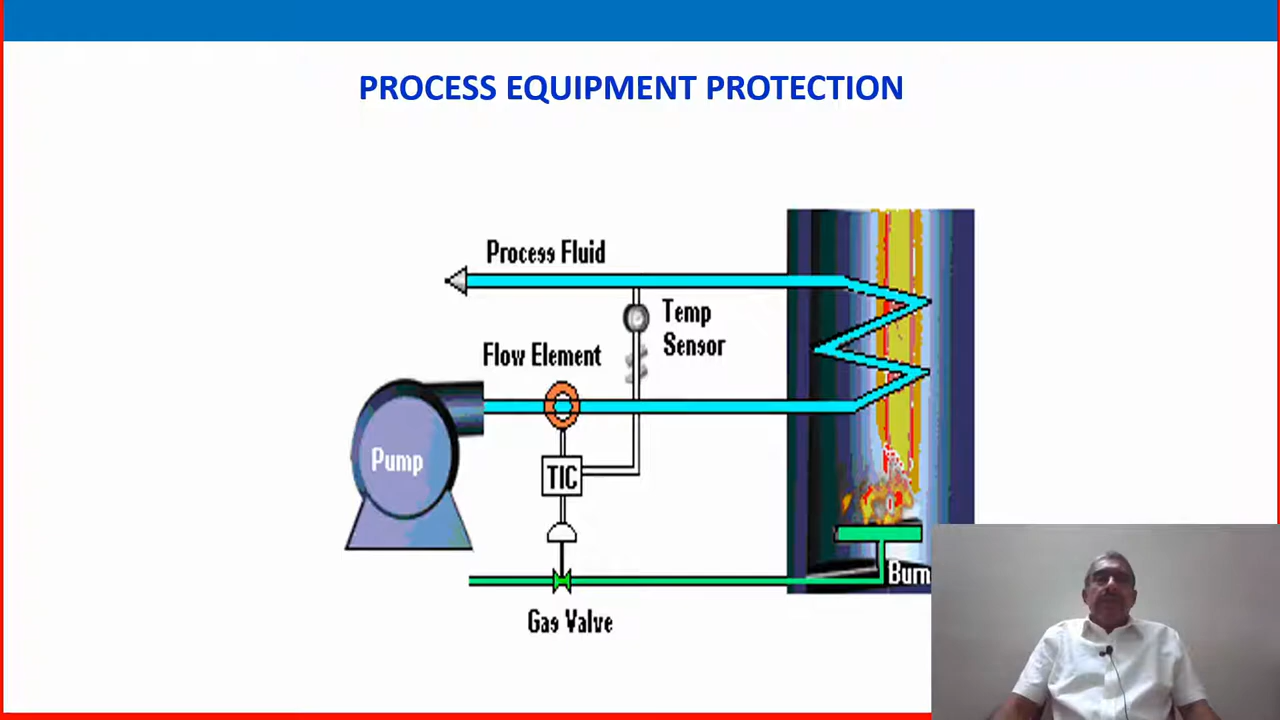 PROCESS EQUIPMENT PROTECTION
Process Fluid
Temp
Sensor
Flow Element
Pump
TIC
Burn
Gas Valve